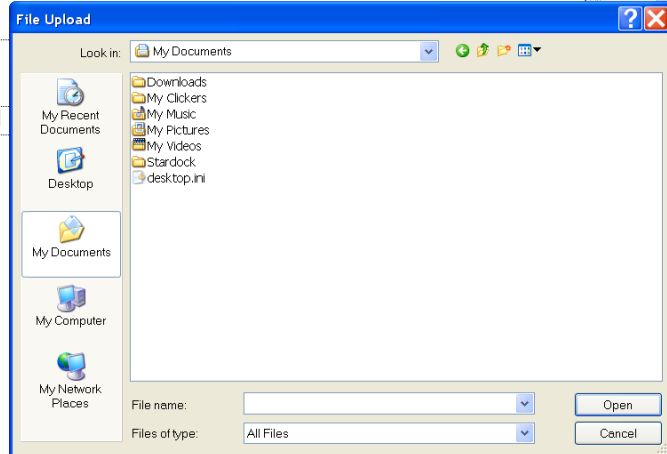 File Upload
Look in: My Documents
My Recent
Documents
Desktop
My Documents
My Computer
My Network
Places
Downloads
My Clickers
My Music
My Pictures
My Videos
Stardock
desktop.ini
File name:
Open
Files of type: All Files
Cancel